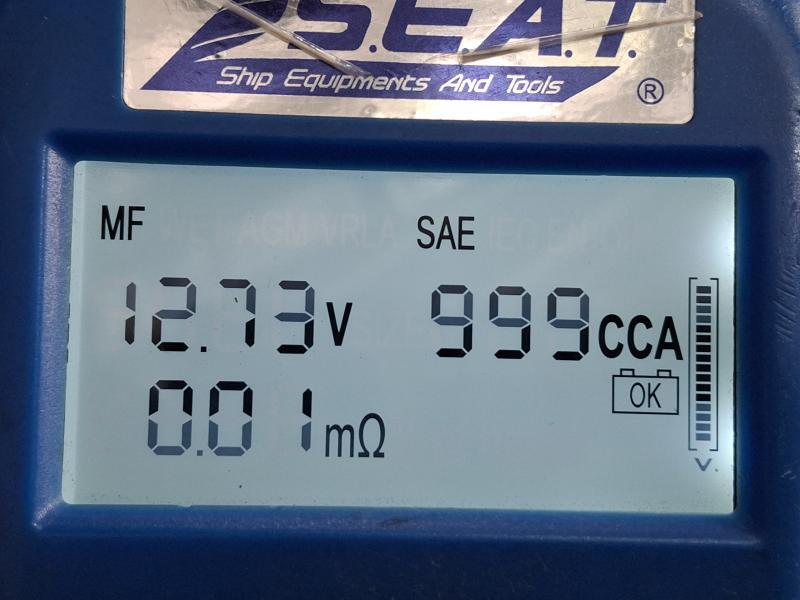 S.E.A.T.
Ship Equipments And Tools ®
MF SAE
12.73 V 999 CCA
OK
0.01 mΩ
V.